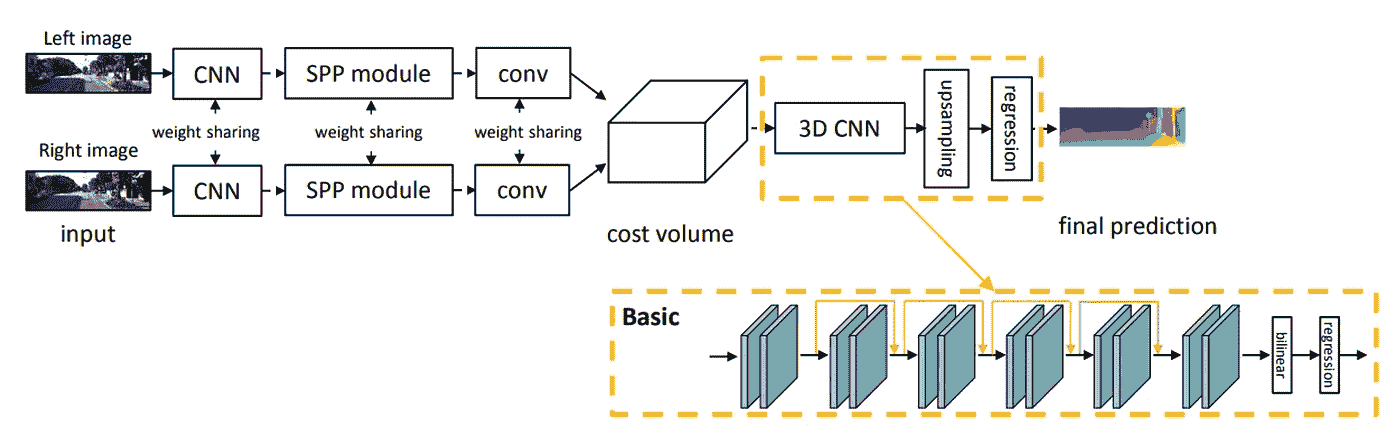 Left image
CNN
SPP module
conv
weight sharing
weight sharing
weight sharing
Right image
CNN
SPP module
conv
input
cost volume
3D CNN
upsampling
regression
final prediction
Basic
bilinear
regression